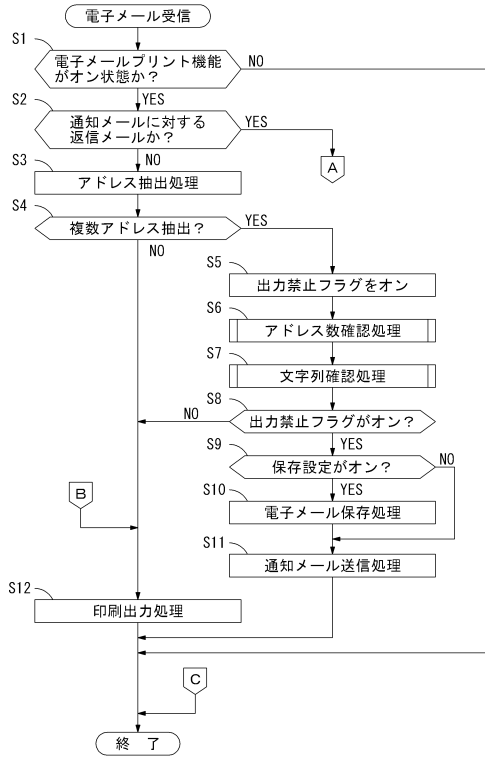 電子メール受信
S1
電子メールプリント機能
がオン状態か？
NO
YES
S2
通知メールに対する
返信メールか？
YES
NO
A
S3
アドレス抽出処理
S4
複数アドレス抽出？
YES
NO
S5
出力禁止フラグをオン
S6
アドレス数確認処理
S7
文字列確認処理
S8
出力禁止フラグがオン？
NO
YES
S9
保存設定がオン？
NO
YES
B
S10
電子メール保存処理
S11
通知メール送信処理
S12
印刷出力処理
C
終 了